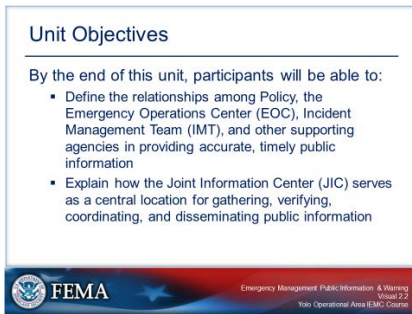 Unit Objectives
By the end of this unit, participants will be able to:
▪ Define the relationships among Policy, the
Emergency Operations Center (EOC), Incident
Management Team (IMT), and other supporting
agencies in providing accurate, timely public
information
▪ Explain how the Joint Information Center (JIC) serves
as a central location for gathering, verifying,
coordinating, and disseminating public information
FEMA
Emergency Management Public Information & Warning
Visual 2.2
Yolo Operational Area IEMC Course